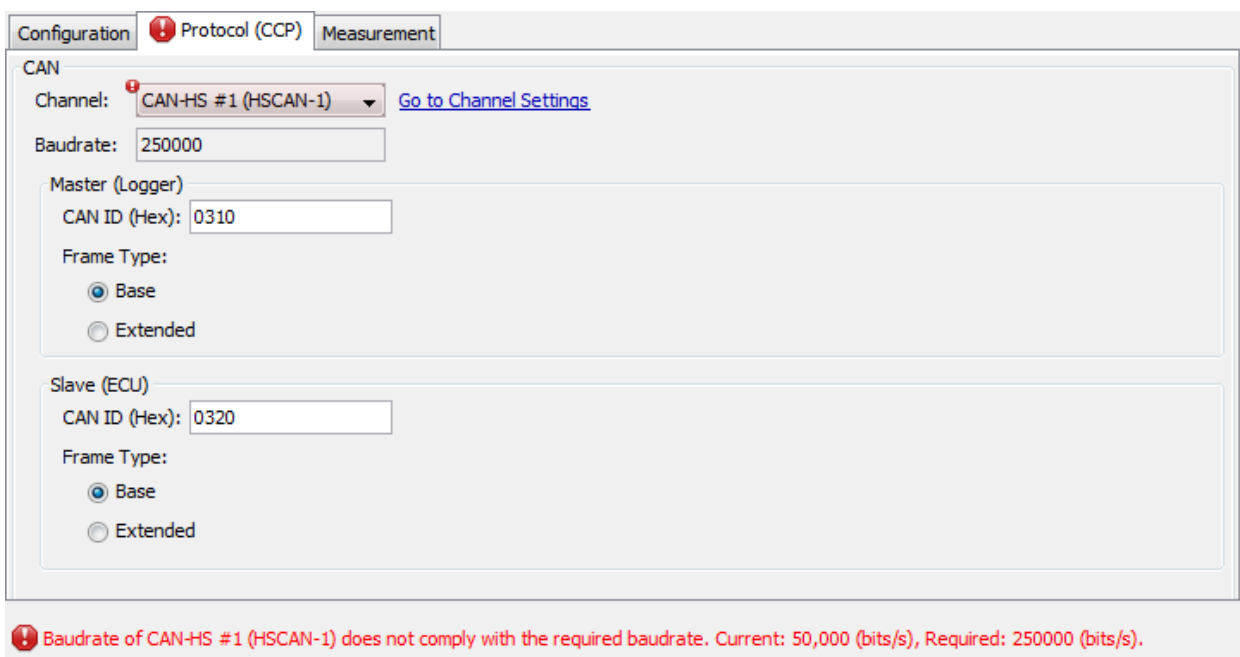 Configuration Protocol (CCP) Measurement
CAN
Channel: CAN-HS #1 (HSCAN-1) Go to Channel Settings
Baudrate: 250000
Master (Logger)
CAN ID (Hex): 0310
Frame Type:
Base
Extended
Slave (ECU)
CAN ID (Hex): 0320
Frame Type:
Base
Extended
Baudrate of CAN-HS #1 (HSCAN-1) does not comply with the required baudrate. Current: 50,000 (bits/s), Required: 250000 (bits/s).